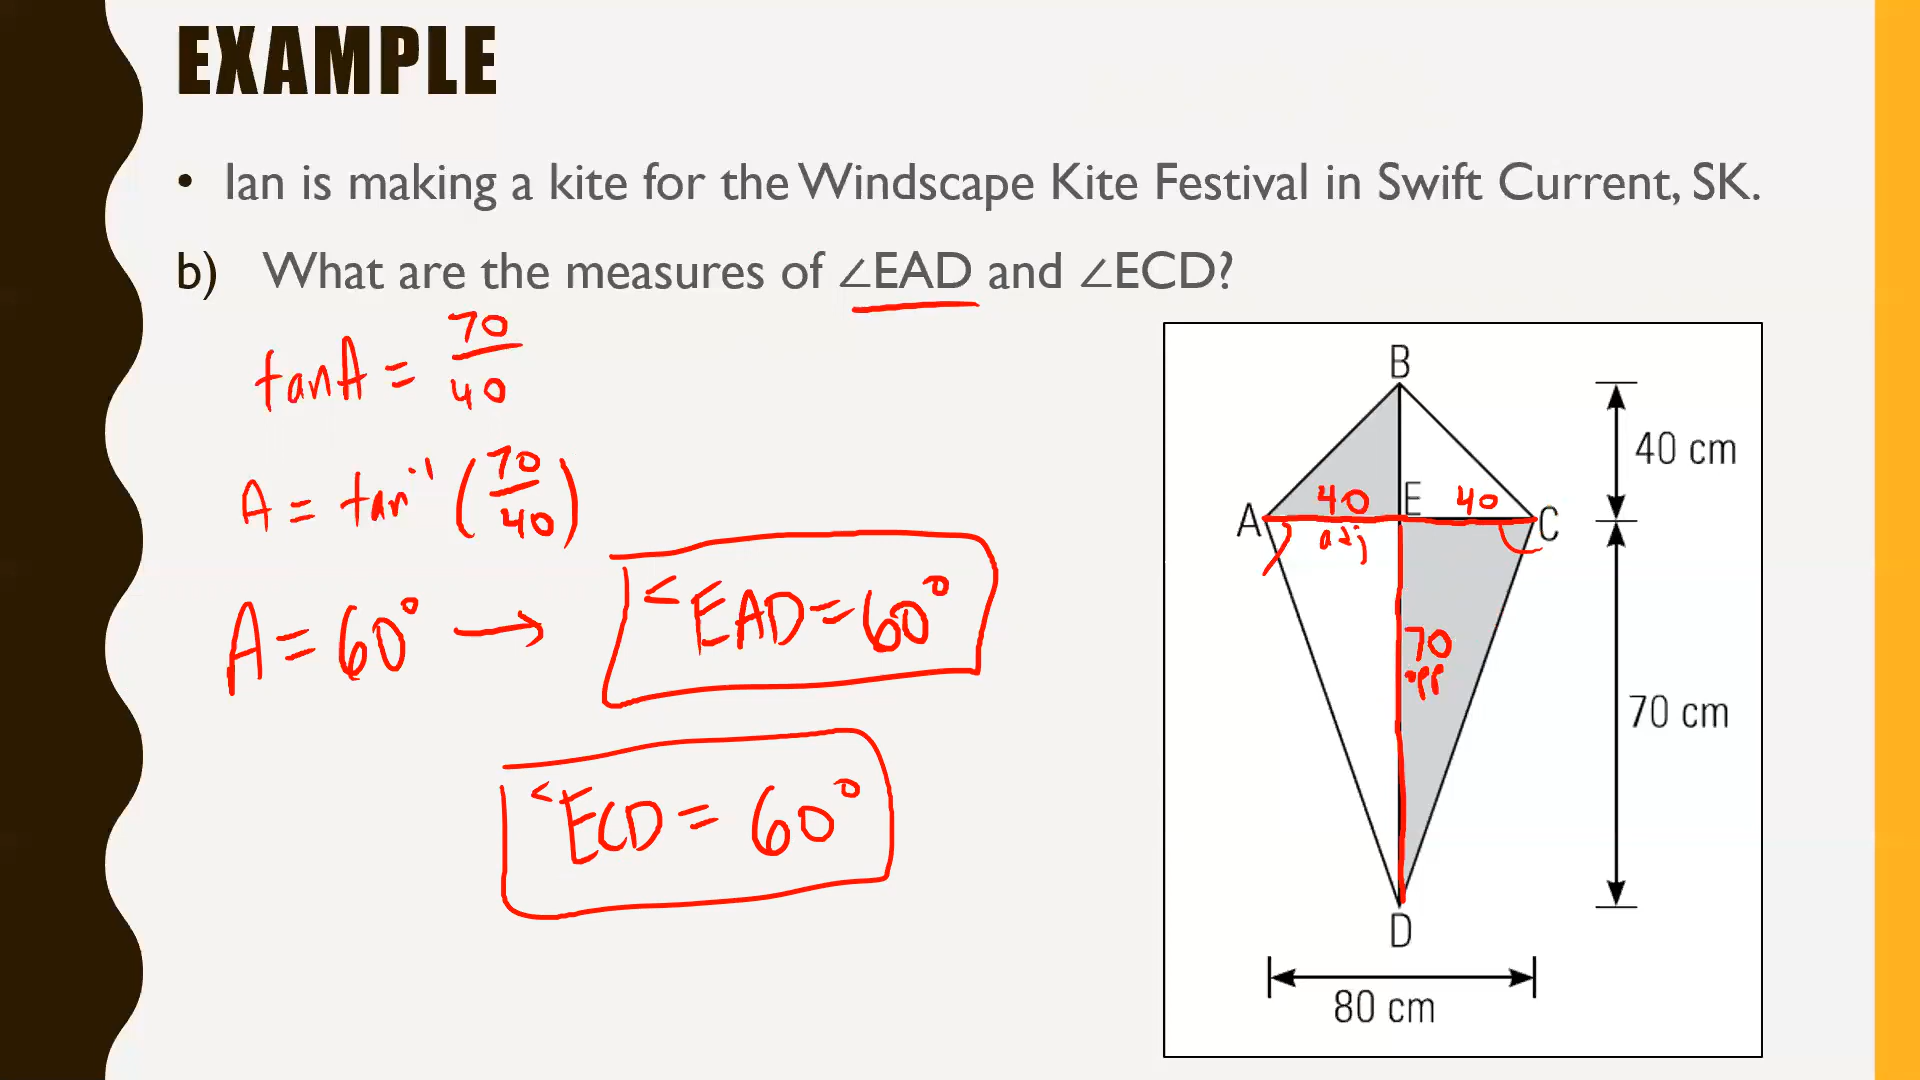 EXAMPLE
• Ian is making a kite for the Windscape Kite Festival in Swift Current, SK.
b) What are the measures of ∠EAD and ∠ECD?
tanA = 70/40
A = tan⁻¹ (70/40)
A = 60° → <EAD = 60°
<ECD = 60°
B
40 cm
40 E 40
A C
adj
70
opp
70 cm
D
80 cm